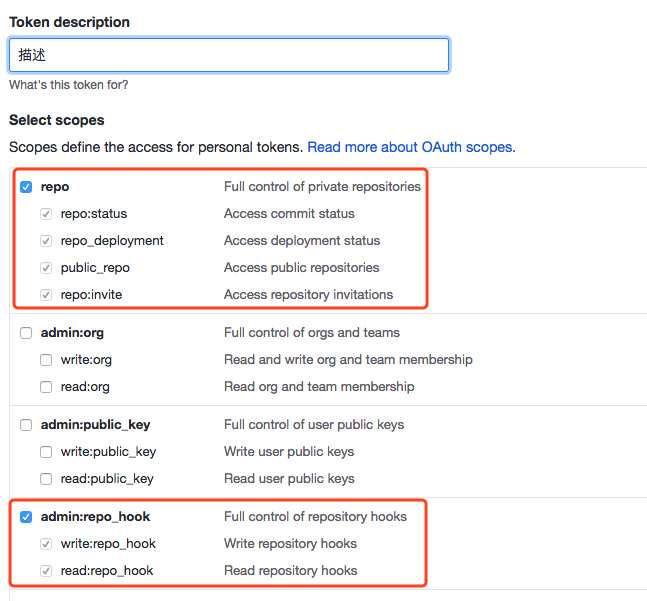 Token description
描述
What's this token for?
Select scopes
Scopes define the access for personal tokens. Read more about OAuth scopes.
repo Full control of private repositories
repo:status Access commit status
repo_deployment Access deployment status
public_repo Access public repositories
repo:invite Access repository invitations
admin:org Full control of orgs and teams
write:org Read and write org and team membership
read:org Read org and team membership
admin:public_key Full control of user public keys
write:public_key Write user public keys
read:public_key Read user public keys
admin:repo_hook Full control of repository hooks
write:repo_hook Write repository hooks
read:repo_hook Read repository hooks